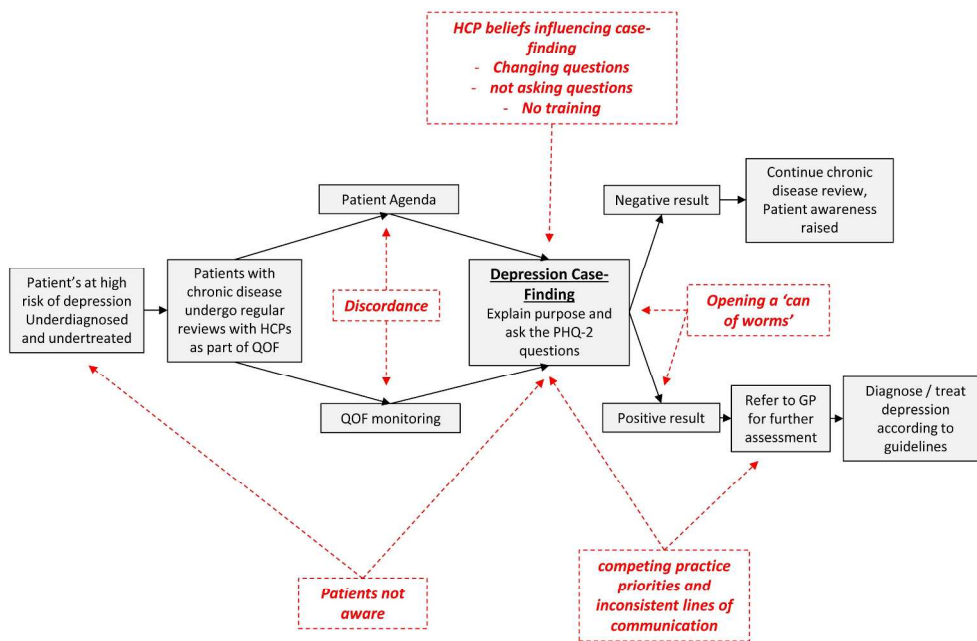 HCP beliefs influencing case-
finding
- Changing questions
- not asking questions
- No training
Patient Agenda
Negative result
Continue chronic
disease review,
Patient awareness
raised
Patient's at high
risk of depression
Underdiagnosed
and undertreated
Patients with
chronic disease
undergo regular
reviews with HCPs
as part of QOF
Discordance
Depression Case-
Finding
Explain purpose and
ask the PHQ-2
questions
Opening a 'can
of worms'
QOF monitoring
Positive result
Refer to GP
for further
assessment
Diagnose / treat
depression
according to
guidelines
Patients not
aware
competing practice
priorities and
inconsistent lines of
communication